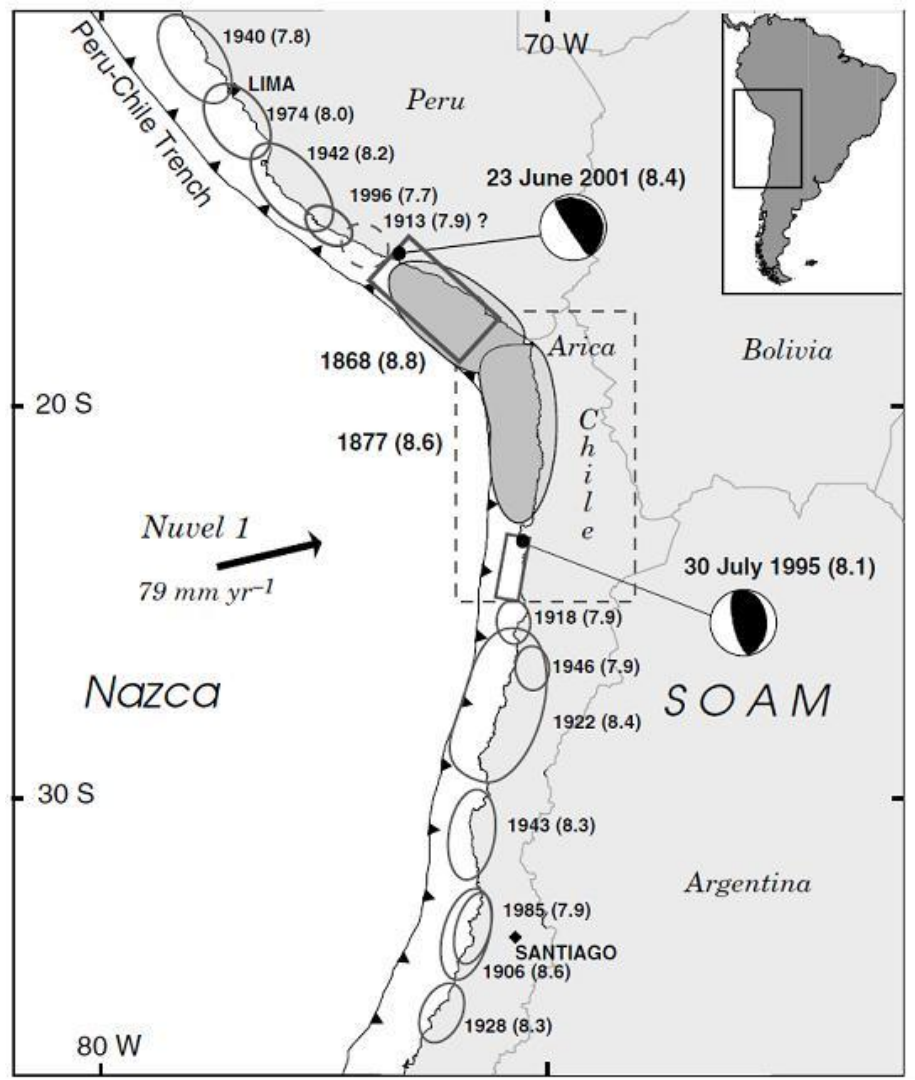 1940 (7.8)
70 W
Peru-Chile Trench
LIMA
Peru
1974 (8.0)
1942 (8.2)
23 June 2001 (8.4)
1996 (7.7)
1913 (7.9) ?
Arica
Bolivia
1868 (8.8)
20 S
1877 (8.6)
Chile
Nuvel 1
79 mm yr⁻¹
30 July 1995 (8.1)
1918 (7.9)
1946 (7.9)
Nazca
SOAM
1922 (8.4)
30 S
1943 (8.3)
Argentina
1985 (7.9)
SANTIAGO
1906 (8.6)
1928 (8.3)
80 W